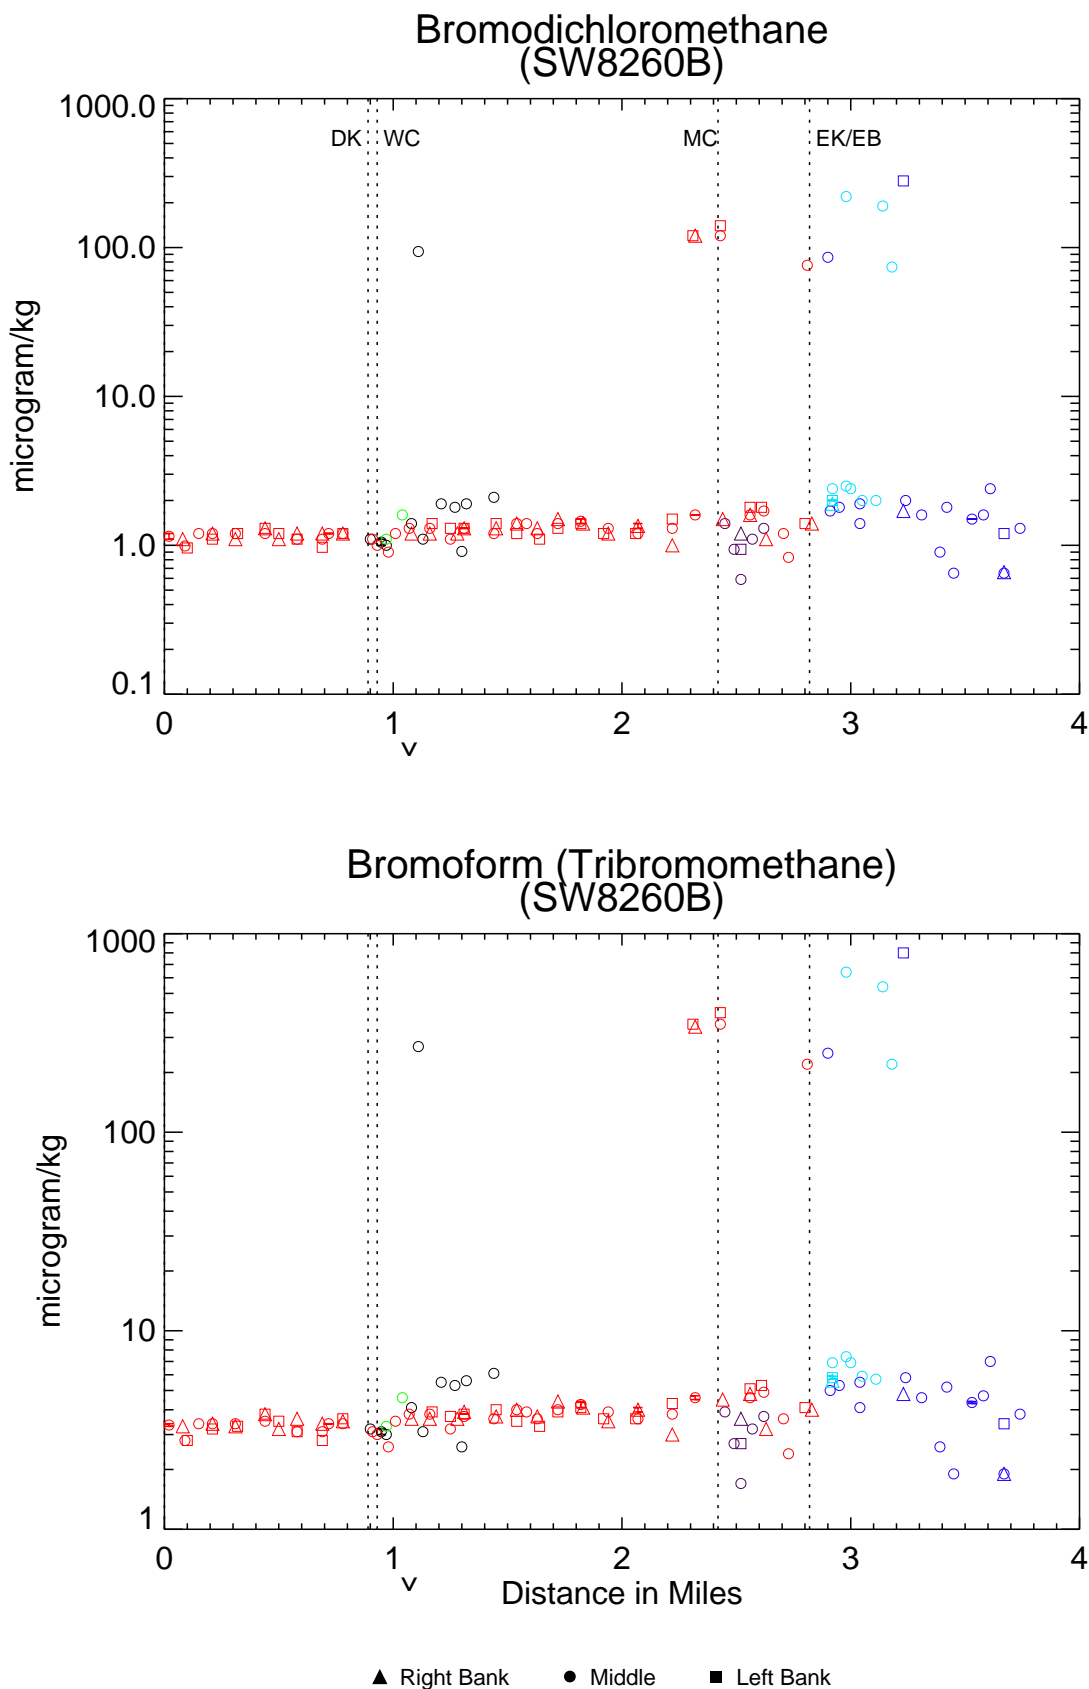 Bromodichloromethane
(SW8260B)
1000.0
DK
WC
MC
EK/EB
100.0
10.0
1.0
0.1
microgram/kg
0 1 2 3 4
v
Bromoform (Tribromomethane)
(SW8260B)
1000
100
10
1
microgram/kg
0 1 2 3 4
v
Distance in Miles
Right Bank Middle Left Bank